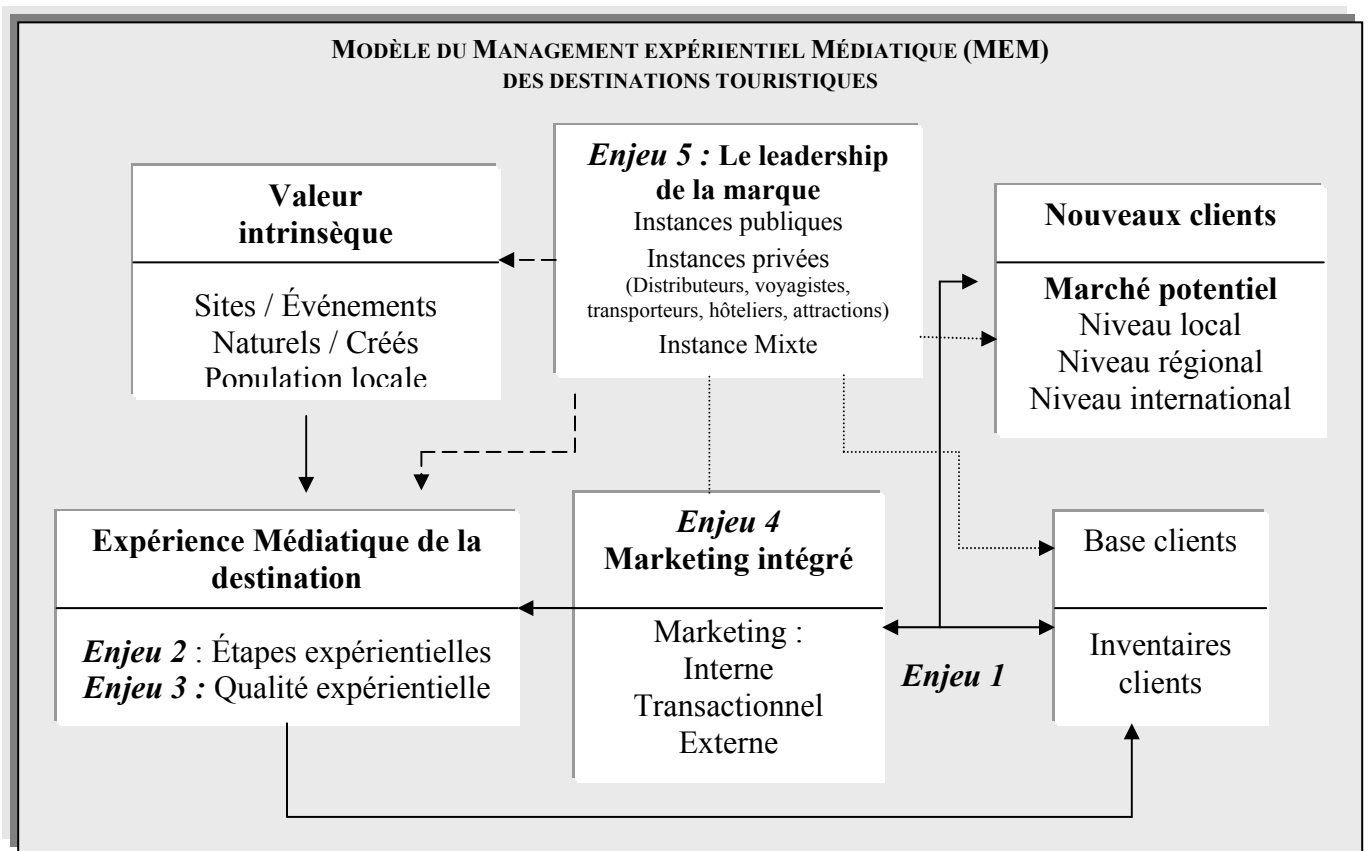 MODÈLE DU MANAGEMENT EXPÉRIENTIEL MÉDIATIQUE (MEM)
DES DESTINATIONS TOURISTIQUES
Enjeu 5 : Le leadership
de la marque
Instances publiques
Instances privées
(Distributeurs, voyagistes,
transporteurs, hôteliers, attractions)
Instance Mixte
Valeur
intrinsèque
Sites / Événements
Naturels / Créés
Population locale
Nouveaux clients
Marché potentiel
Niveau local
Niveau régional
Niveau international
Expérience Médiatique de la
destination
Enjeu 2 : Étapes expérientielles
Enjeu 3 : Qualité expérientielle
Enjeu 4
Marketing intégré
Marketing :
Interne
Transactionnel
Externe
Enjeu 1
Base clients
Inventaires
clients